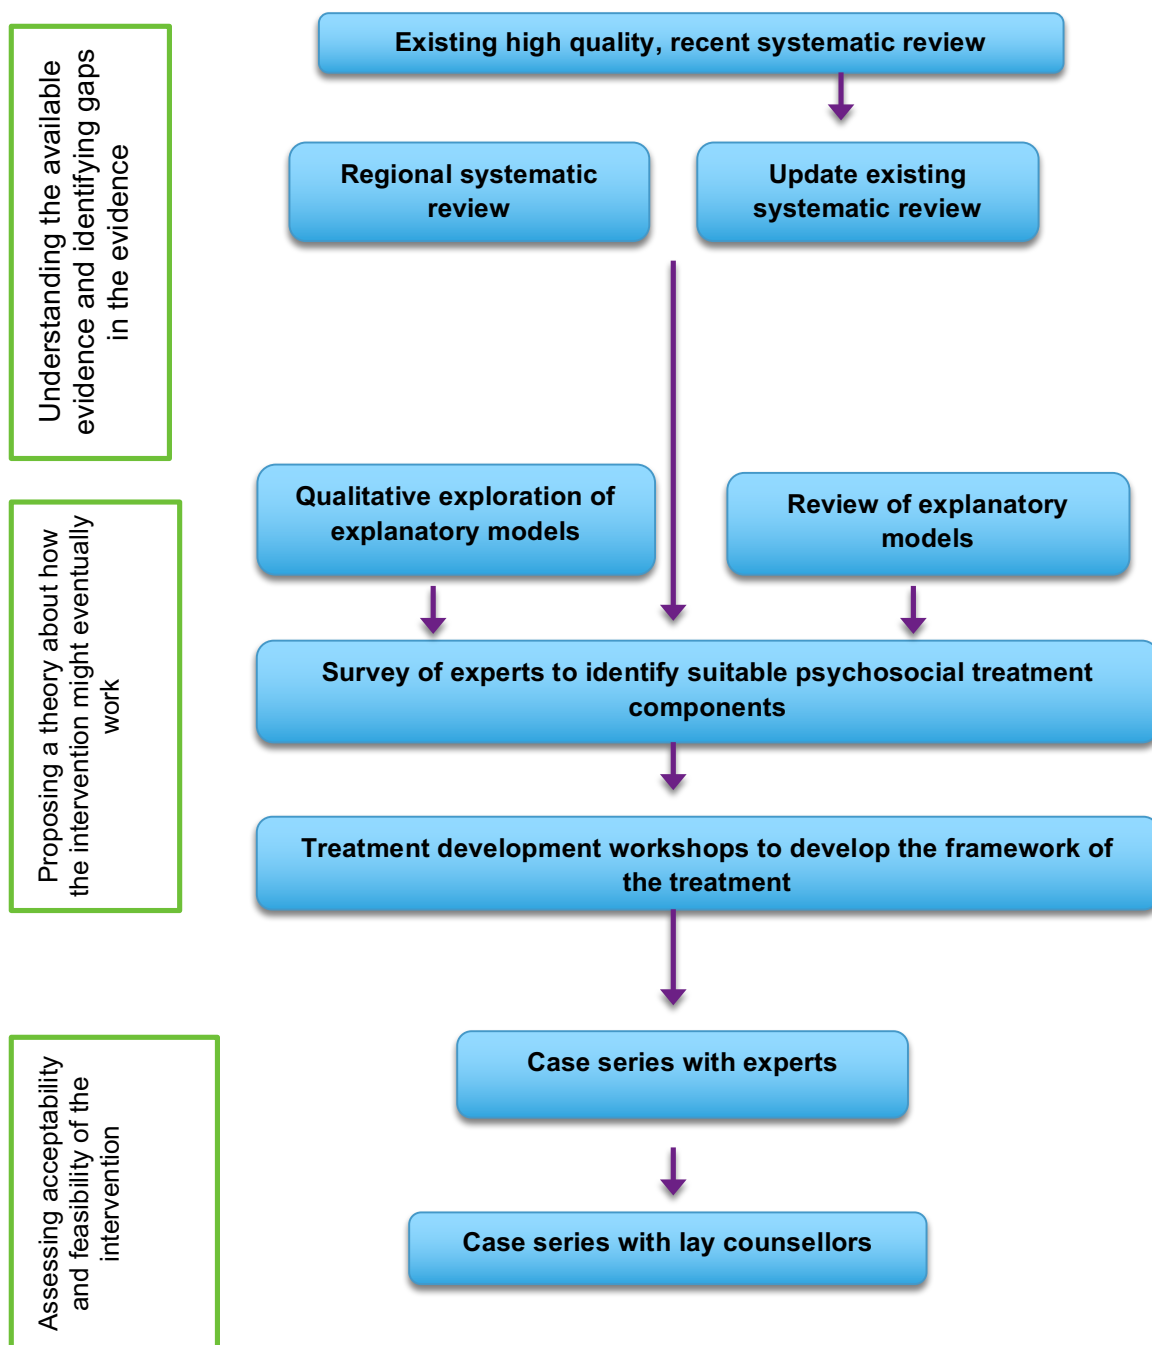 Understanding the available
evidence and identifying gaps
in the evidence
Existing high quality, recent systematic review
Regional systematic
review
Update existing
systematic review
Proposing a theory about how
the intervention might eventually
work
Qualitative exploration of
explanatory models
Review of explanatory
models
Survey of experts to identify suitable psychosocial treatment
components
Treatment development workshops to develop the framework of
the treatment
Assessing acceptability
and feasibility of the
intervention
Case series with experts
Case series with lay counsellors